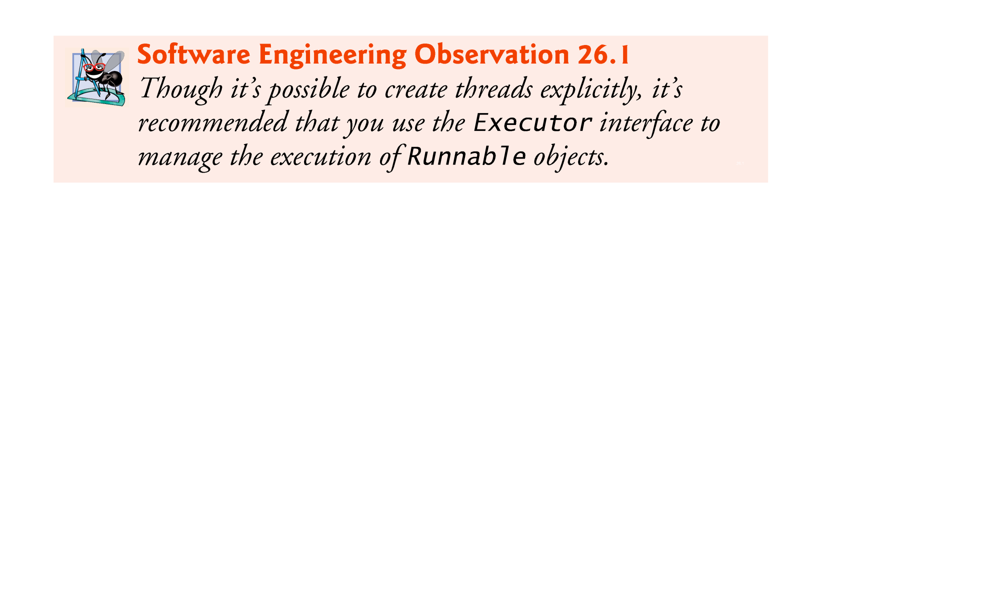 Software Engineering Observation 26.1
Though it’s possible to create threads explicitly, it’s
recommended that you use the Executor interface to
manage the execution of Runnable objects.